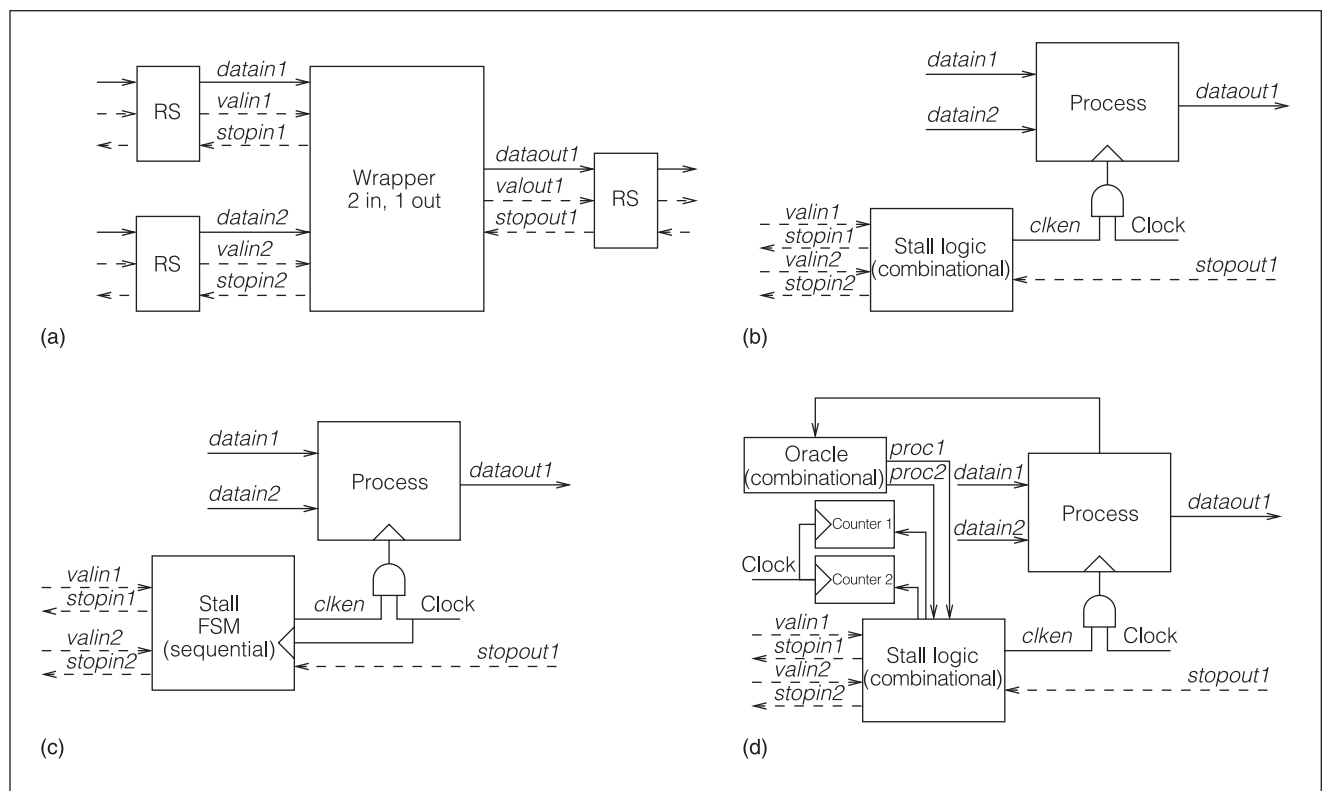 datain1
valin1
stopin1
RS
datain2
valin2
stopin2
RS
Wrapper
2 in, 1 out
dataout1
valout1
stopout1
RS
(a)
datain1
datain2
Process
dataout1
valin1
stopin1
valin2
stopin2
Stall logic
(combinational)
clken
Clock
stopout1
(b)
datain1
datain2
Process
dataout1
valin1
stopin1
valin2
stopin2
Stall
FSM
(sequential)
clken
Clock
stopout1
(c)
Oracle
(combinational)
proc1
proc2
datain1
datain2
Process
dataout1
Counter 1
Counter 2
Clock
valin1
stopin1
valin2
stopin2
Stall logic
(combinational)
clken
Clock
stopout1
(d)